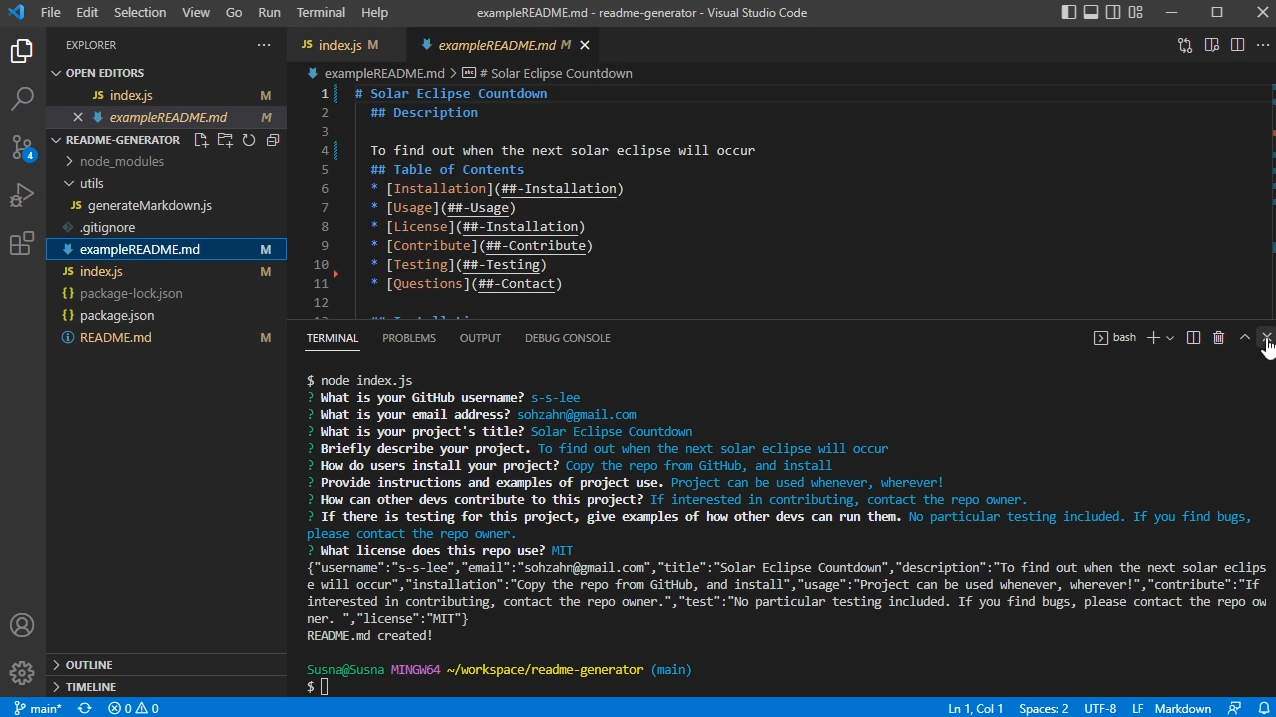 File Edit Selection View Go Run Terminal Help exampleREADME.md - readme-generator - Visual Studio Code
EXPLORER
OPEN EDITORS
JS index.js M
exampleREADME.md M
README-GENERATOR
node_modules
utils
JS generateMarkdown.js
.gitignore
exampleREADME.md M
JS index.js M
{} package-lock.json
{} package.json
README.md M
OUTLINE
TIMELINE
4
JS index.js M exampleREADME.md M
exampleREADME.md > # Solar Eclipse Countdown
1 # Solar Eclipse Countdown
2 ## Description
3
4 To find out when the next solar eclipse will occur
5 ## Table of Contents
6 * [Installation](##-Installation)
7 * [Usage](##-Usage)
8 * [License](##-Installation)
9 * [Contribute](##-Contribute)
10 * [Testing](##-Testing)
11 * [Questions](##-Contact)
12
TERMINAL PROBLEMS OUTPUT DEBUG CONSOLE bash
$ node index.js
? What is your GitHub username? s-s-lee
? What is your email address? sohzahn@gmail.com
? What is your project's title? Solar Eclipse Countdown
? Briefly describe your project. To find out when the next solar eclipse will occur
? How do users install your project? Copy the repo from GitHub, and install
? Provide instructions and examples of project use. Project can be used whenever, wherever!
? How can other devs contribute to this project? If interested in contributing, contact the repo owner.
? If there is testing for this project, give examples of how other devs can run them. No particular testing included. If you find bugs,
please contact the repo owner.
? What license does this repo use? MIT
{"username":"s-s-lee","email":"sohzahn@gmail.com","title":"Solar Eclipse Countdown","description":"To find out when the next solar eclips
e will occur","installation":"Copy the repo from GitHub, and install","usage":"Project can be used whenever, wherever!","contribute":"If
interested in contributing, contact the repo owner.","test":"No particular testing included. If you find bugs, please contact the repo ow
ner. ","license":"MIT"}
README.md created!
Susna@Susna MINGW64 ~/workspace/readme-generator (main)
$
main* 0 0 Ln 1, Col 1 Spaces: 2 UTF-8 LF Markdown